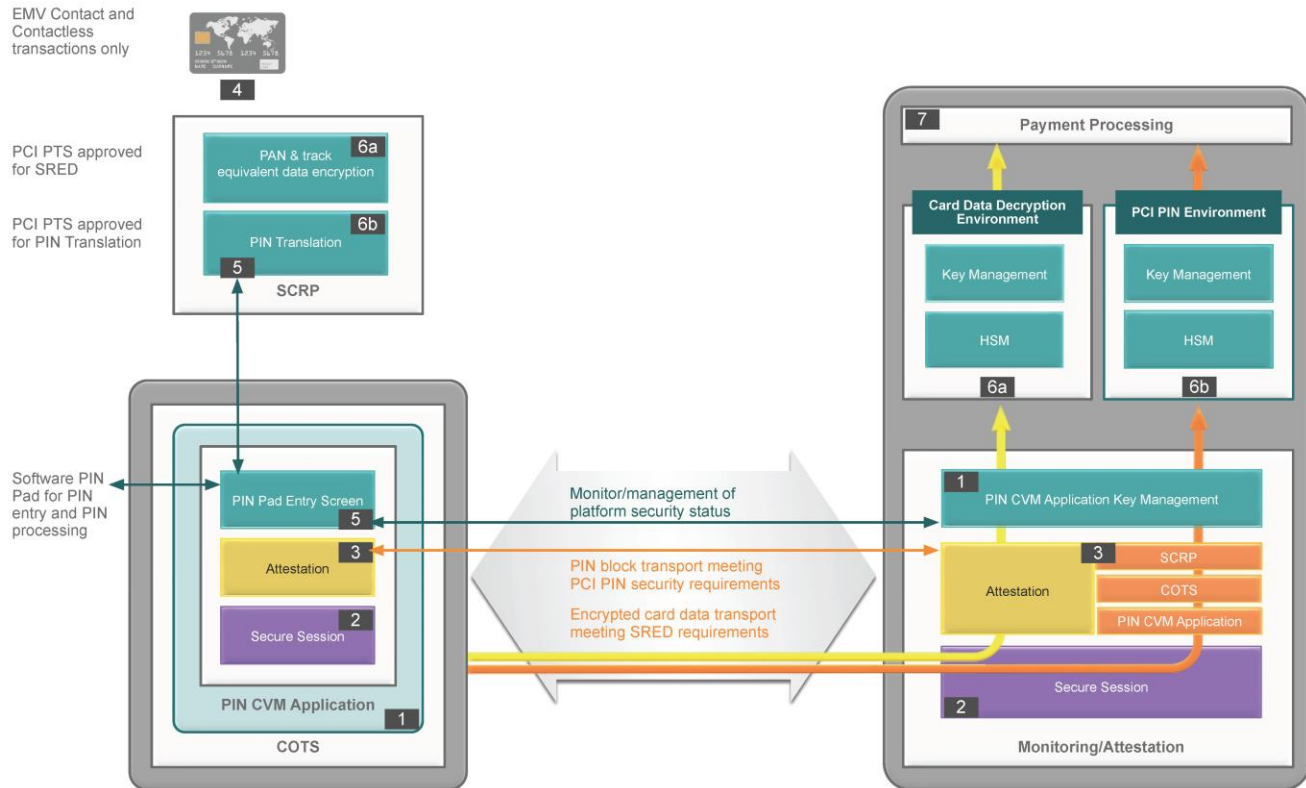 EMV Contact and
Contactless
transactions only
1234 5678 1234 5678
4
PCI PTS approved
for SRED
6a
PAN & track
equivalent data encryption
PCI PTS approved
for PIN Translation
6b
PIN Translation
5
SCRP
Software PIN
Pad for PIN
entry and PIN
processing
PIN Pad Entry Screen
5
3
Attestation
2
Secure Session
PIN CVM Application
1
COTS
Monitor/management of
platform security status
PIN block transport meeting
PCI PIN security requirements
Encrypted card data transport
meeting SRED requirements
7
Payment Processing
Card Data Decryption
Environment
Key Management
HSM
6a
PCI PIN Environment
Key Management
HSM
6b
1
PIN CVM Application Key Management
3
Attestation
SCRP
COTS
PIN CVM Application
Secure Session
2
Monitoring/Attestation